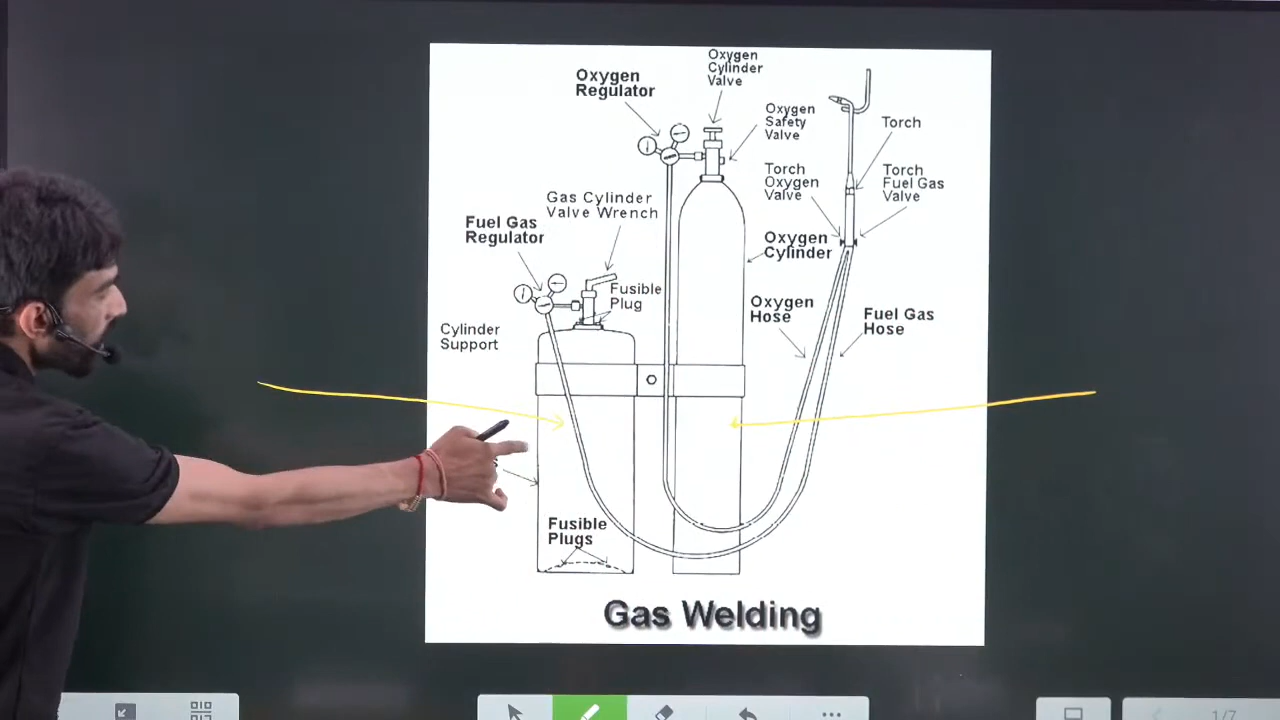 Oxygen
Cylinder
Valve
Oxygen
Regulator
Oxygen
Safety
Valve
Torch
Torch
Oxygen
Valve
Torch
Fuel Gas
Valve
Gas Cylinder
Valve Wrench
Fuel Gas
Regulator
Oxygen
Cylinder
Fusible
Plug
Oxygen
Hose
Fuel Gas
Hose
Cylinder
Support
Fusible
Plugs
Gas Welding
1/7